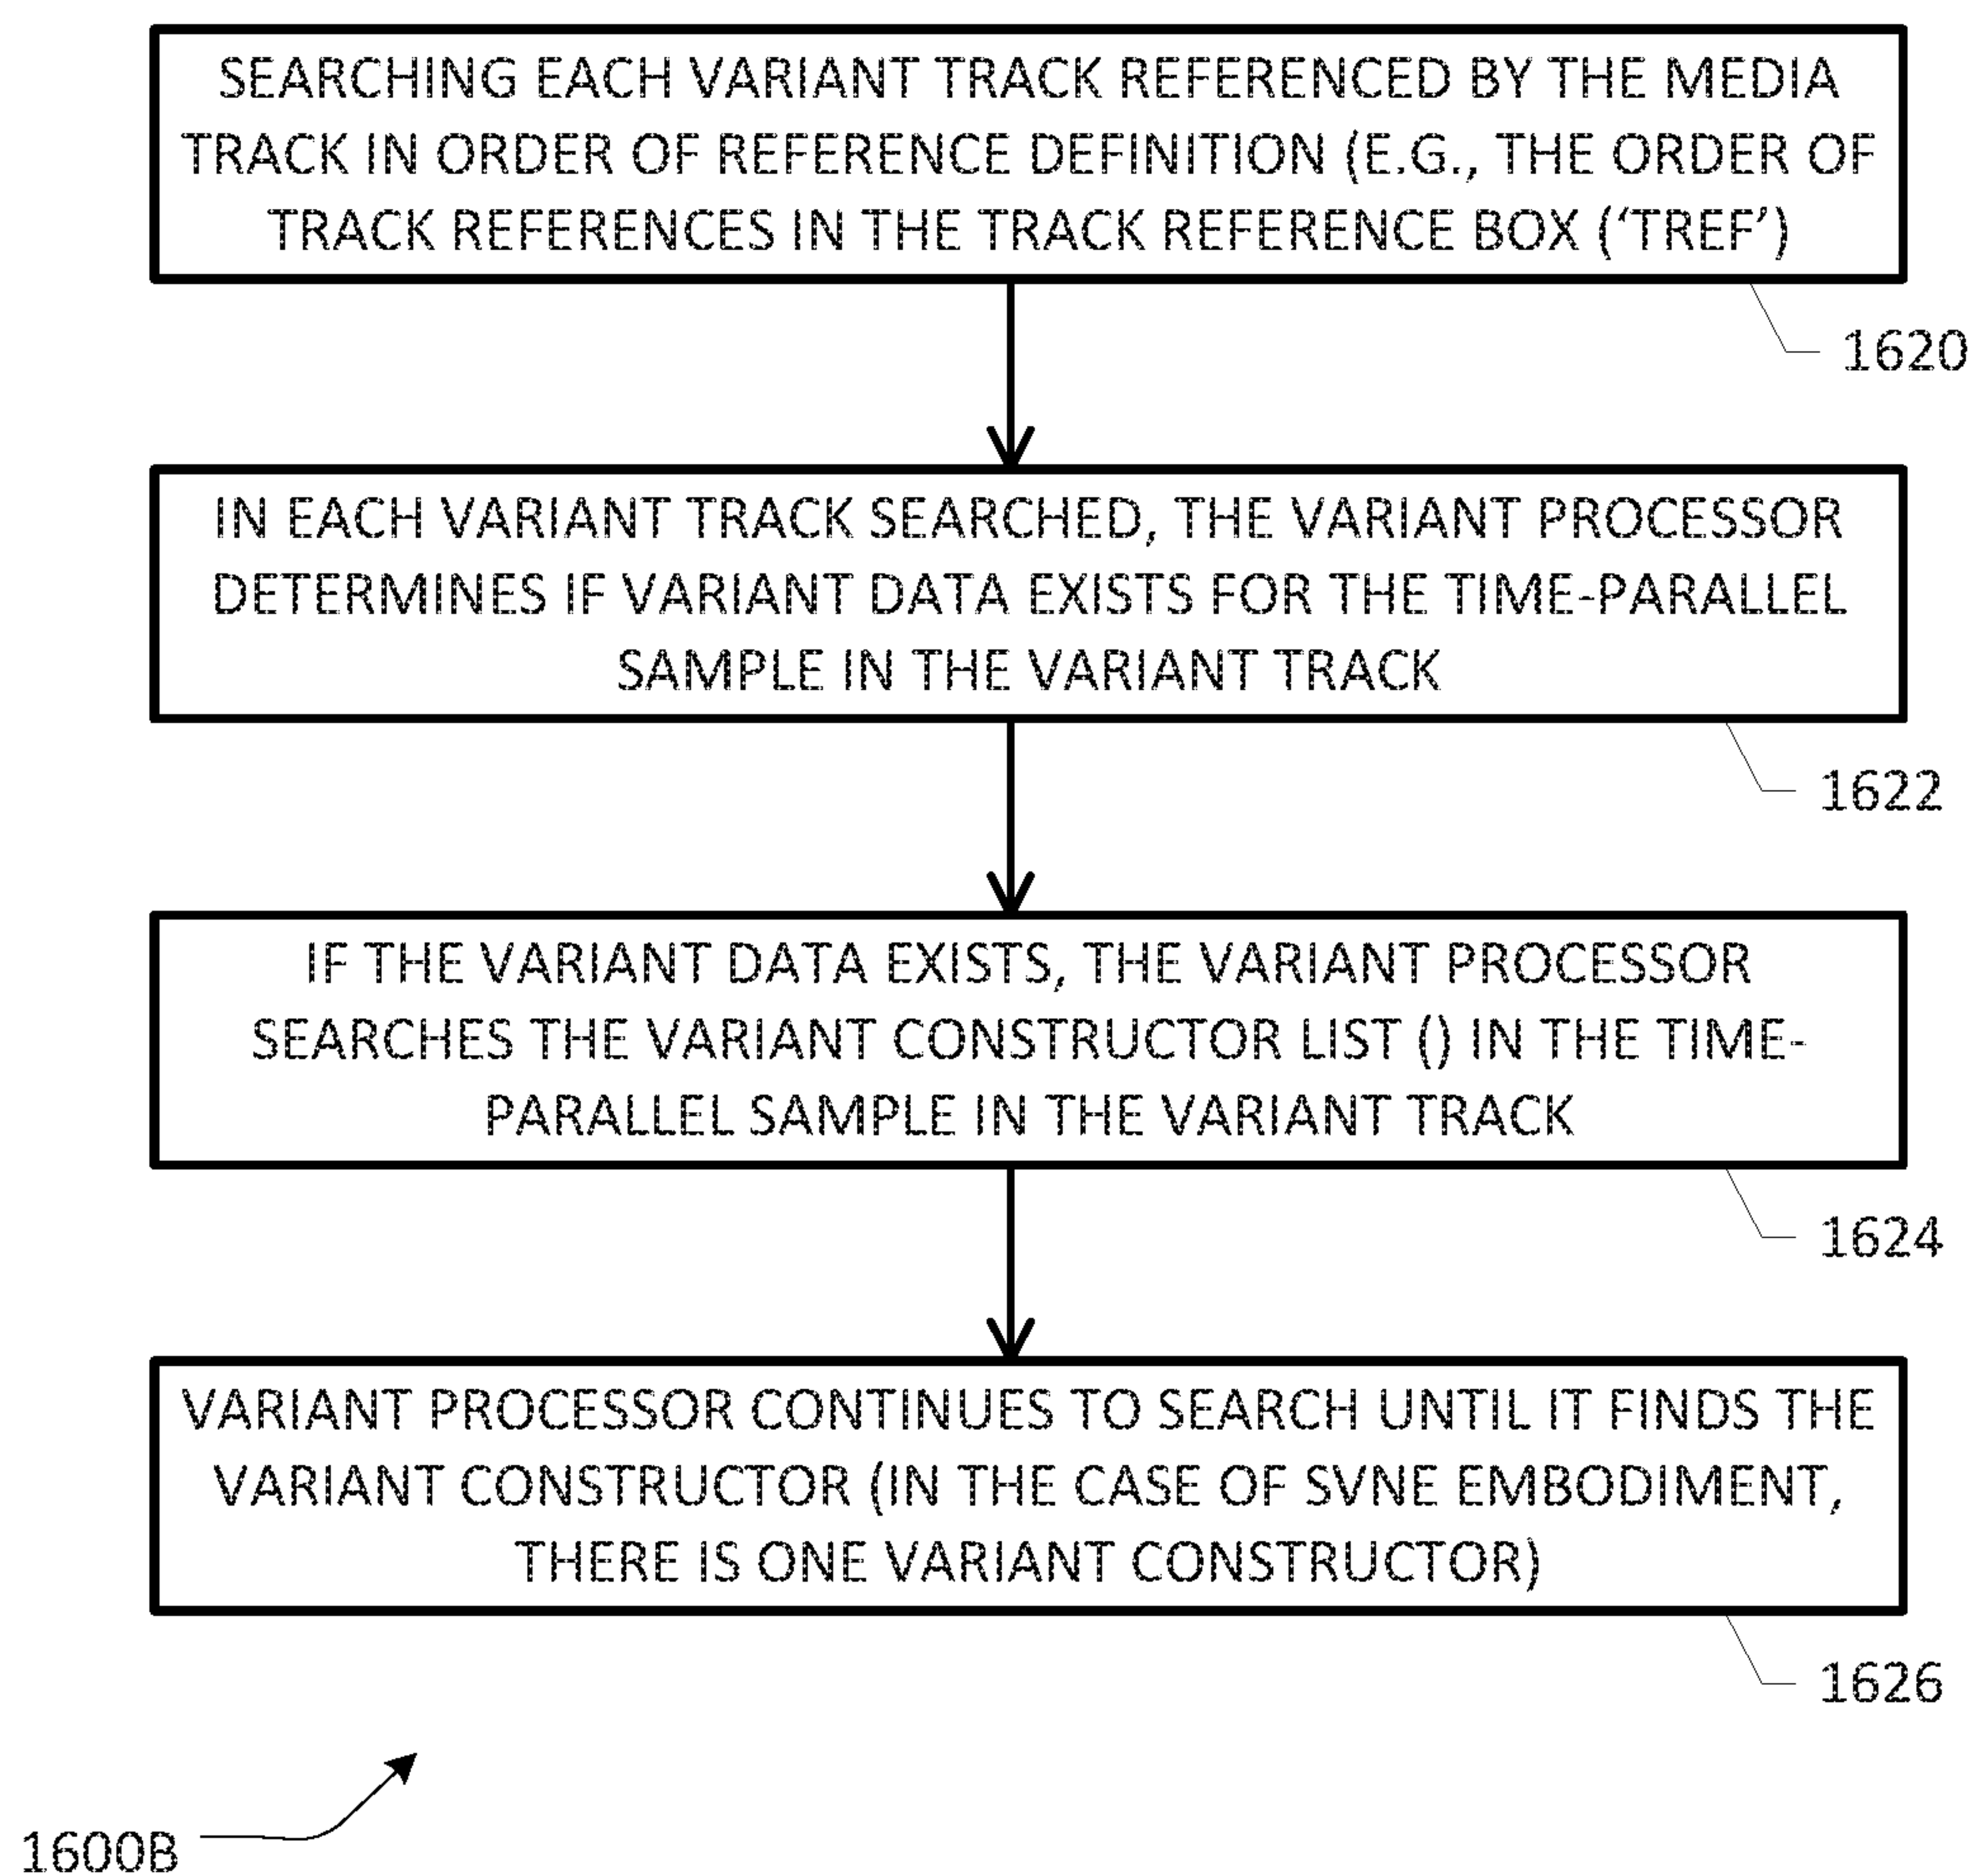 SEARCHING EACH VARIANT TRACK REFERENCED BY THE MEDIA
TRACK IN ORDER OF REFERENCE DEFINITION (E.G., THE ORDER OF
TRACK REFERENCES IN THE TRACK REFERENCE BOX (‘TREF’)
1620
IN EACH VARIANT TRACK SEARCHED, THE VARIANT PROCESSOR
DETERMINES IF VARIANT DATA EXISTS FOR THE TIME-PARALLEL
SAMPLE IN THE VARIANT TRACK
1622
IF THE VARIANT DATA EXISTS, THE VARIANT PROCESSOR
SEARCHES THE VARIANT CONSTRUCTOR LIST () IN THE TIME-
PARALLEL SAMPLE IN THE VARIANT TRACK
1624
VARIANT PROCESSOR CONTINUES TO SEARCH UNTIL IT FINDS THE
VARIANT CONSTRUCTOR (IN THE CASE OF SVNE EMBODIMENT,
THERE IS ONE VARIANT CONSTRUCTOR)
1626
1600B